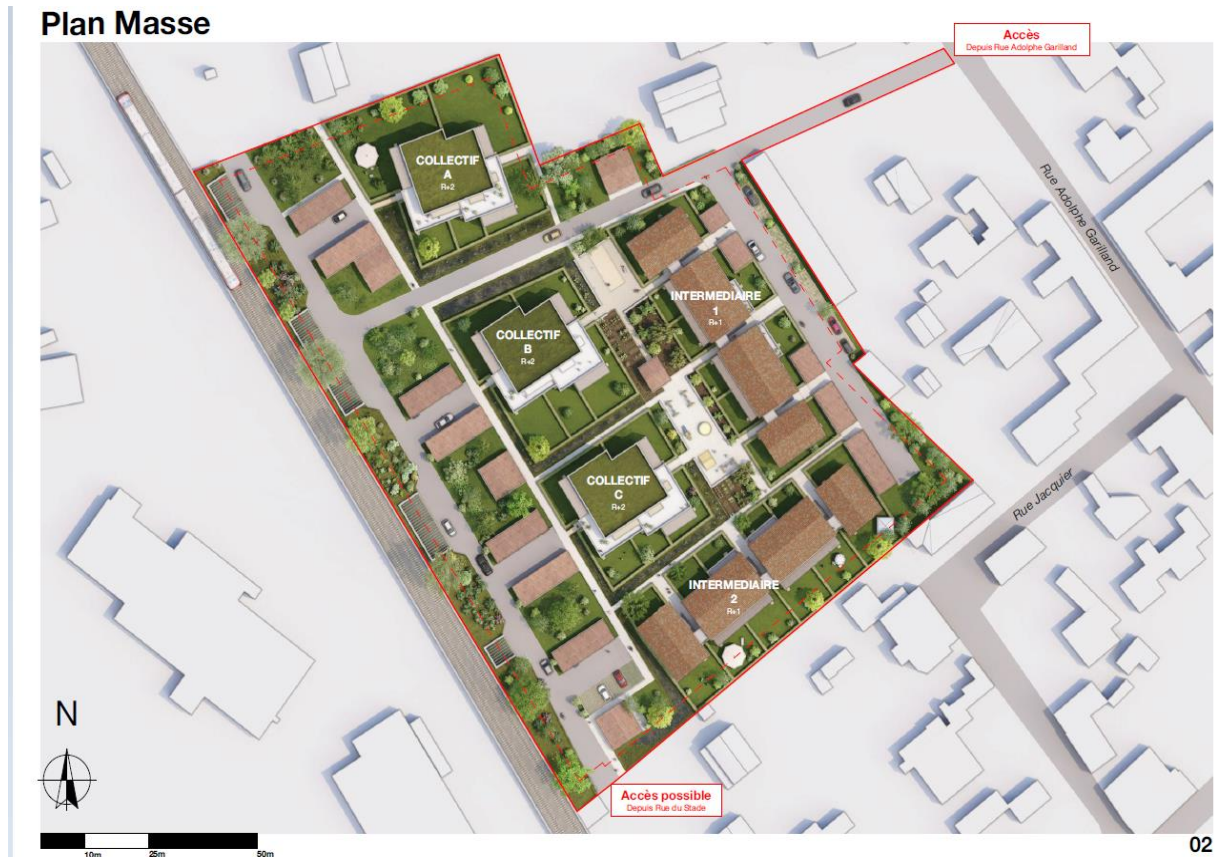 Plan Masse
Accès
Depuis Rue Adolphe Garilland
COLLECTIF
A
R+2
Rue Adolphe Garilland
INTERMEDIAIRE
1
R+1
COLLECTIF
B
R+2
COLLECTIF
C
R+2
Rue Jacquier
INTERMEDIAIRE
2
R+1
N
Accès possible
Depuis Rue du Stade
10m 25m 50m
02